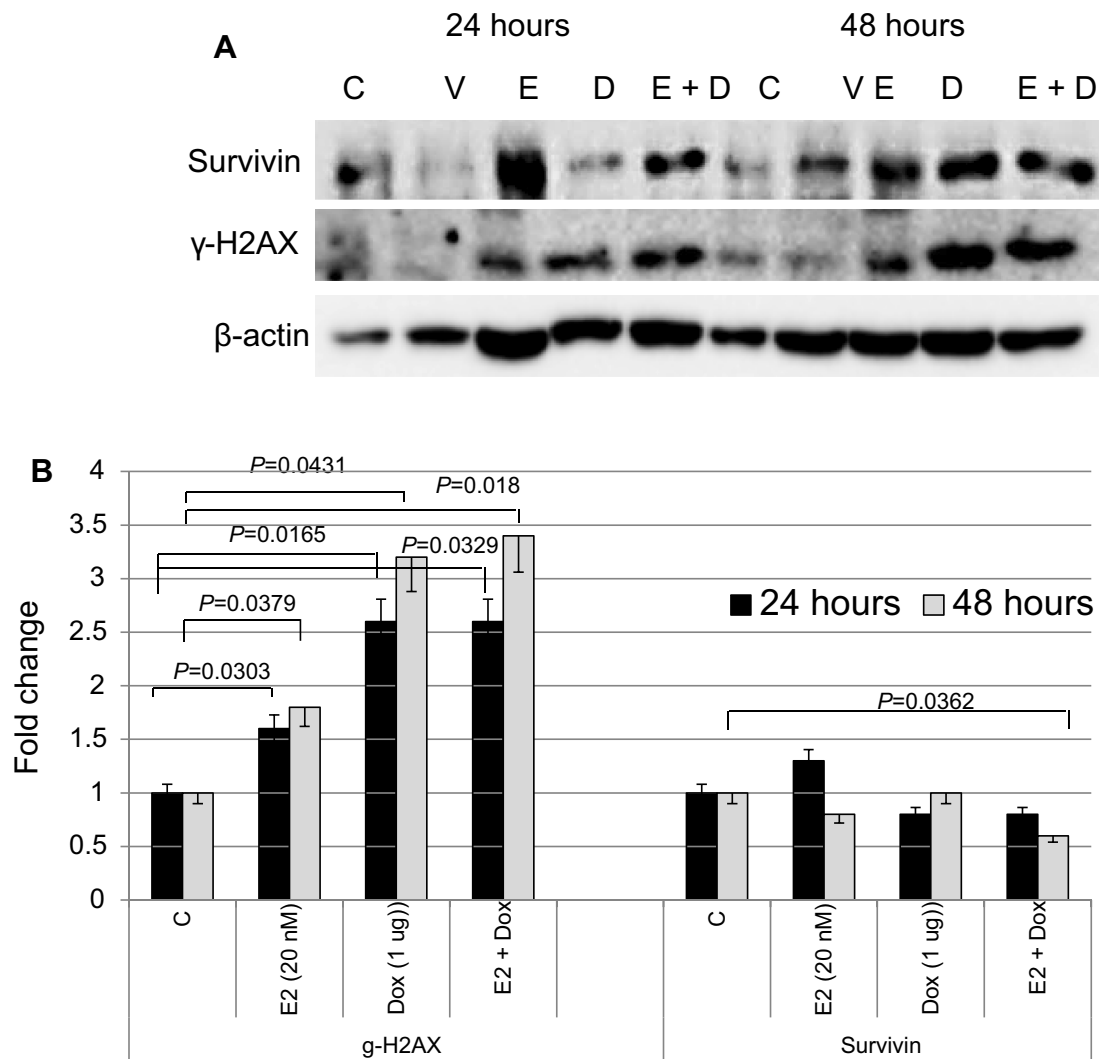 A
24 hours 48 hours
C V E D E + D C V E D E + D
Survivin
γ-H2AX
β-actin
B
Fold change
4
3.5
3
2.5
2
1.5
1
0.5
0
P=0.0431
P=0.018
P=0.0165
P=0.0329
P=0.0379
P=0.0303
24 hours 48 hours
P=0.0362
C
E2 (20 nM)
Dox (1 ug))
E2 + Dox
C
E2 (20 nM)
Dox (1 ug))
E2 + Dox
g-H2AX Survivin